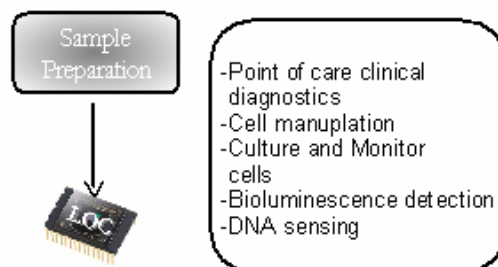 Sample
Preparation
LOC
-Point of care clinical
diagnostics
-Cell manuplation
-Culture and Monitor
cells
-Bioluminescence detection
-DNA sensing